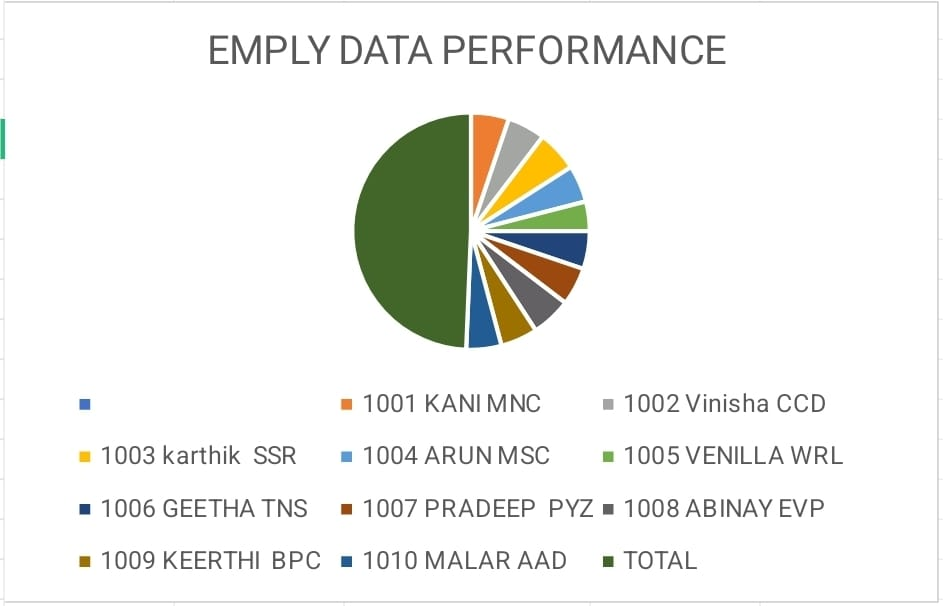 EMPLY DATA PERFORMANCE
1001 KANI MNC 1002 Vinisha CCD
1003 karthik  SSR 1004 ARUN MSC 1005 VENILLA WRL
1006 GEETHA TNS 1007 PRADEEP  PYZ 1008 ABINAY EVP
1009 KEERTHI  BPC 1010 MALAR AAD TOTAL